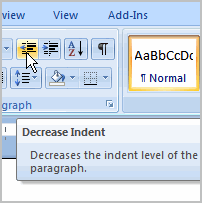 view View Add-Ins
A Z ¶
AaBbCcDc
¶ Normal
agraph
Decrease Indent
Decreases the indent level of the
paragraph.